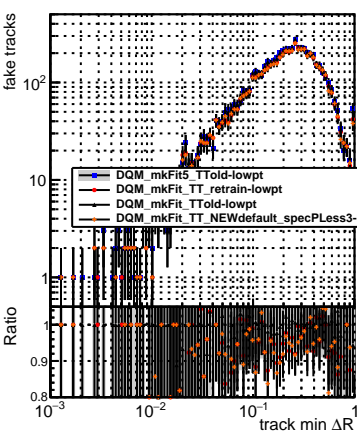 fake tracks
10²
10
1
DQM_mkFit5_TTold-lowpt
DQM_mkFit_TT_retrain-lowpt
DQM_mkFit_TTold-lowpt
DQM_mkFit_TT_NEWdefault_specPLess3-
Ratio
1
0.9
0.8
10⁻³ 10⁻² 10⁻¹ 1
track min ΔR